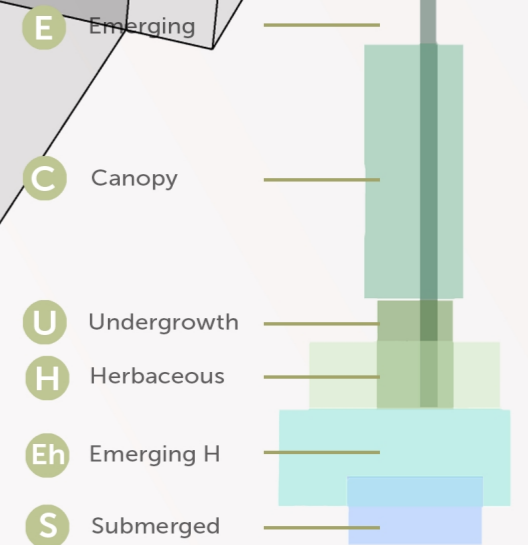 E Emerging
C Canopy
U Undergrowth
H Herbaceous
Eh Emerging H
S Submerged